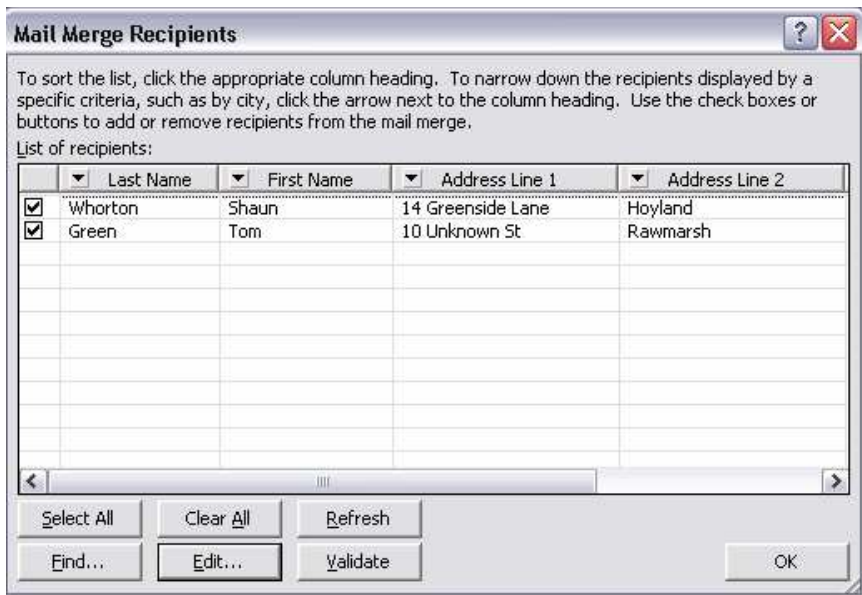 Mail Merge Recipients
To sort the list, click the appropriate column heading. To narrow down the recipients displayed by a
specific criteria, such as by city, click the arrow next to the column heading. Use the check boxes or
buttons to add or remove recipients from the mail merge.
List of recipients:
Last Name First Name Address Line 1 Address Line 2
Whorton Shaun 14 Greenside Lane Hoyland
Green Tom 10 Unknown St Rawmarsh
Select All Clear All Refresh
Find... Edit... Validate OK